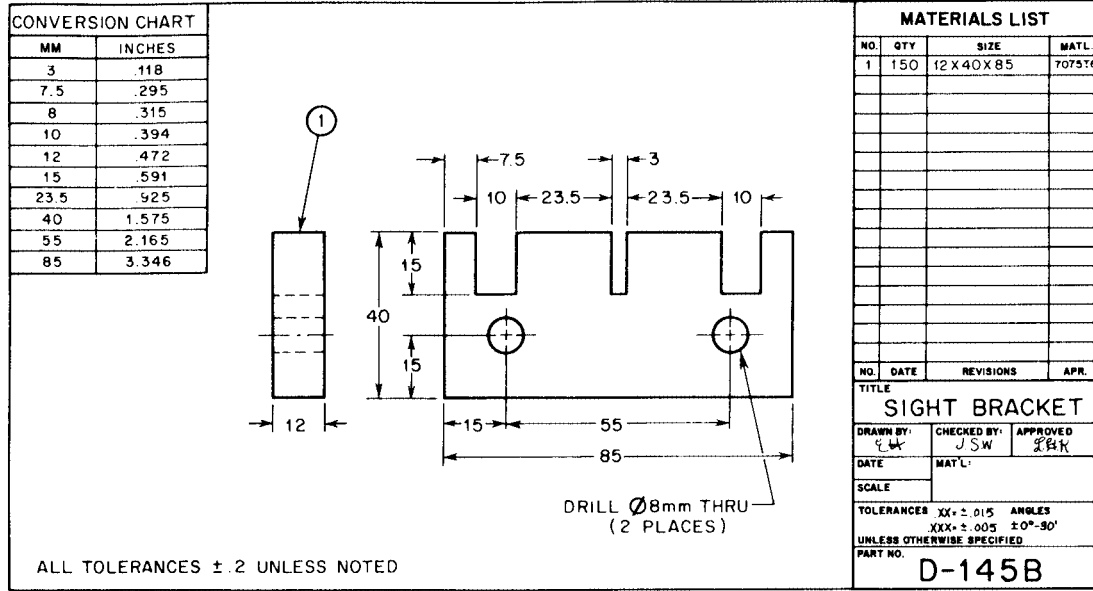 CONVERSION CHART
MM INCHES
3 .118
7.5 .295
8 .315
10 .394
12 .472
15 .591
23.5 .925
40 1.575
55 2.165
85 3.346
1
7.5 3
10 23.5 23.5 10
15
40
15
12
15 55
85
DRILL Ø8mm THRU
(2 PLACES)
ALL TOLERANCES ±.2 UNLESS NOTED
MATERIALS LIST
NO. QTY SIZE MATL.
1 150 12X40X85 7075T6
NO. DATE REVISIONS APR.
TITLE
SIGHT BRACKET
DRAWN BY: CHECKED BY: APPROVED
JSW
DATE MAT'L:
SCALE
TOLERANCES .XX=±.015 ANGLES
.XXX=±.005 ±0°-30'
UNLESS OTHERWISE SPECIFIED
PART NO.
D-145B